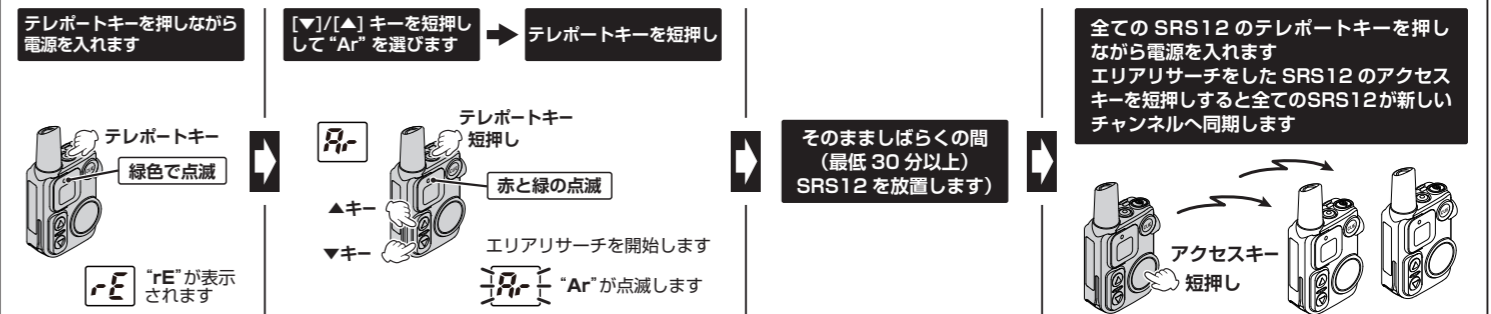 テレポートキーを押しながら
電源を入れます
テレポートキー
緑色で点滅
rE
“rE”が表示
されます
[▼]/[▲] キーを短押し
して “Ar” を選びます
テレポートキーを短押し
Ar
テレポートキー
短押し
赤と緑の点滅
▲キー
▼キー
エリアリサーチを開始します
Ar
“Ar”が点滅します
そのまましばらくの間
（最低 30 分以上）
SRS12 を放置します）
全ての SRS12 のテレポートキーを押し
ながら電源を入れます
エリアリサーチをした SRS12 のアクセス
キーを短押しすると全てのSRS12が新しい
チャンネルへ同期します
アクセスキー
短押し